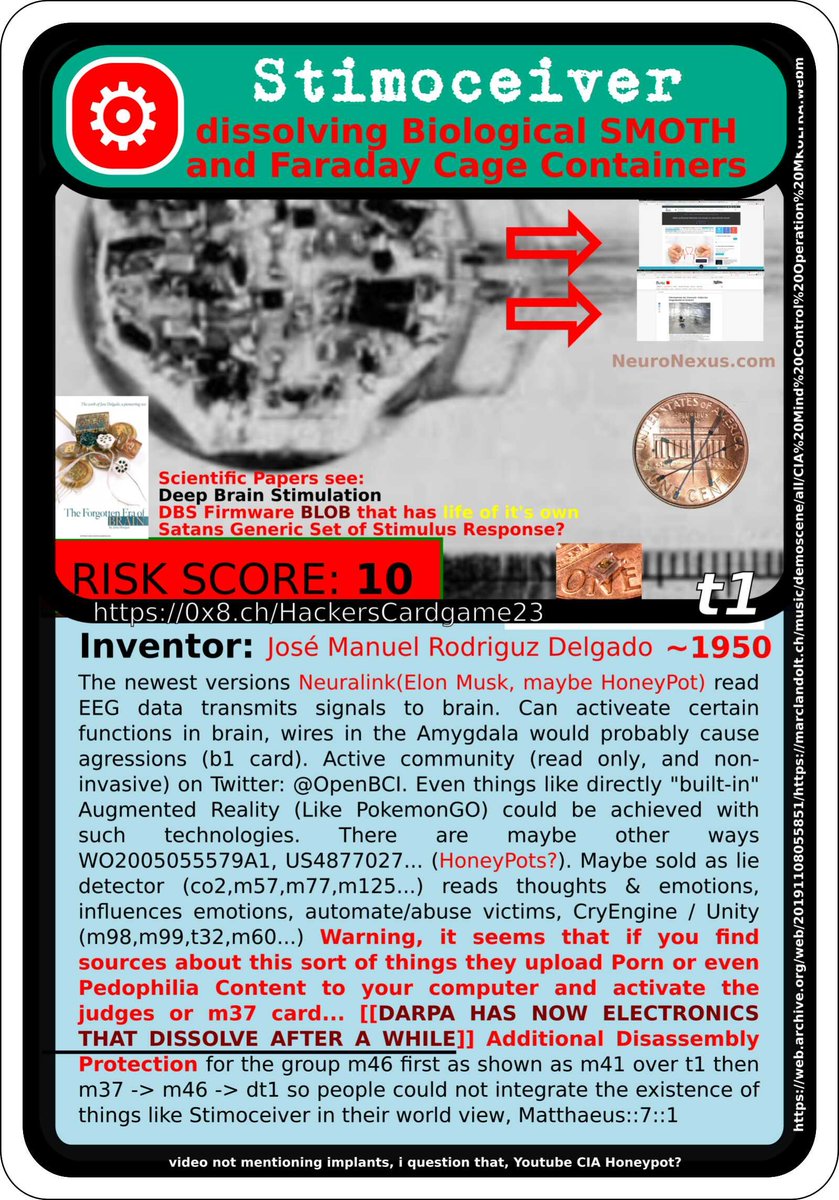 Stimoceiver
dissolving Biological SMOTH
and Faraday Cage Containers
NeuroNexus.com
The Forgotten Era of
BRAIN
UNITED STATES OF AMERICA
ONE CENT
Scientific Papers see:
Deep Brain Stimulation
DBS Firmware BLOB that has life of it's own
Satans Generic Set of Stimulus Response?
ONE
RISK SCORE: 10
t1
https://0x8.ch/HackersCardgame23
Inventor: José Manuel Rodriguz Delgado ~1950
The newest versions Neuralink(Elon Musk, maybe HoneyPot) read
EEG data transmits signals to brain. Can activeate certain
functions in brain, wires in the Amygdala would probably cause
agressions (b1 card). Active community (read only, and non-
invasive) on Twitter: @OpenBCI. Even things like directly "built-in"
Augmented Reality (Like PokemonGO) could be achieved with
such technologies. There are maybe other ways
WO2005055579A1, US4877027... (HoneyPots?). Maybe sold as lie
detector (co2,m57,m77,m125...) reads thoughts & emotions,
influences emotions, automate/abuse victims, CryEngine / Unity
(m98,m99,t32,m60...) Warning, it seems that if you find
sources about this sort of things they upload Porn or even
Pedophilia Content to your computer and activate the
judges or m37 card... [[DARPA HAS NOW ELECTRONICS
THAT DISSOLVE AFTER A WHILE]] Additional Disassembly
Protection for the group m46 first as shown as m41 over t1 then
m37 -> m46 -> dt1 so people could not integrate the existence of
things like Stimoceiver in their world view, Matthaeus::7::1
video not mentioning implants, i question that, Youtube CIA Honeypot?
https://web.archive.org/web/20191108055851/https://marclandolt.ch/music/demoscene/all/CIA%20Mind%20Control%20Operation%20MKULTRA.webm